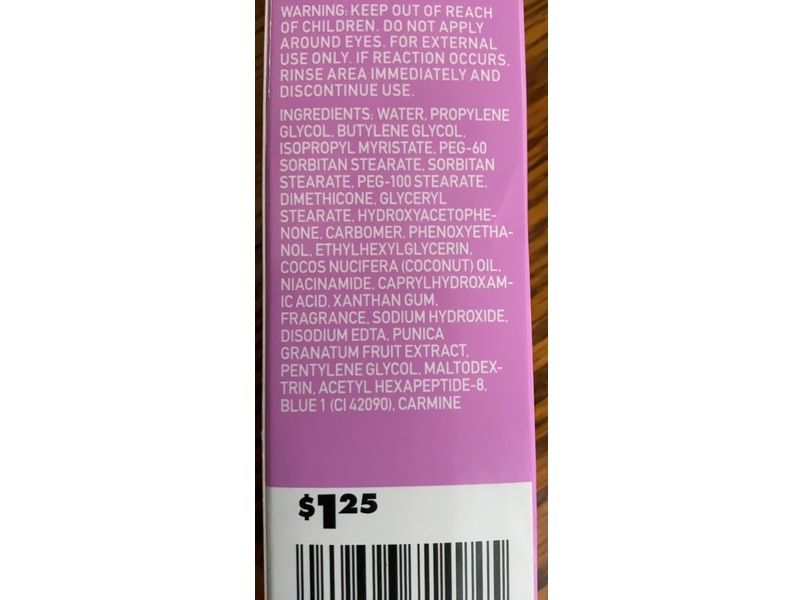 WARNING: KEEP OUT OF REACH
OF CHILDREN. DO NOT APPLY
AROUND EYES. FOR EXTERNAL
USE ONLY. IF REACTION OCCURS,
RINSE AREA IMMEDIATELY AND
DISCONTINUE USE.
INGREDIENTS: WATER, PROPYLENE
GLYCOL, BUTYLENE GLYCOL,
ISOPROPYL MYRISTATE, PEG-60
SORBITAN STEARATE, SORBITAN
STEARATE, PEG-100 STEARATE,
DIMETHICONE, GLYCERYL
STEARATE, HYDROXYACETOPHE-
NONE, CARBOMER, PHENOXYETHA-
NOL, ETHYLHEXYLGLYCERIN,
COCOS NUCIFERA (COCONUT) OIL,
NIACINAMIDE, CAPRYLHYDROXAM-
IC ACID, XANTHAN GUM,
FRAGRANCE, SODIUM HYDROXIDE,
DISODIUM EDTA, PUNICA
GRANATUM FRUIT EXTRACT,
PENTYLENE GLYCOL, MALTODEX-
TRIN, ACETYL HEXAPEPTIDE-8,
BLUE 1 (CI 42090), CARMINE
$1 25